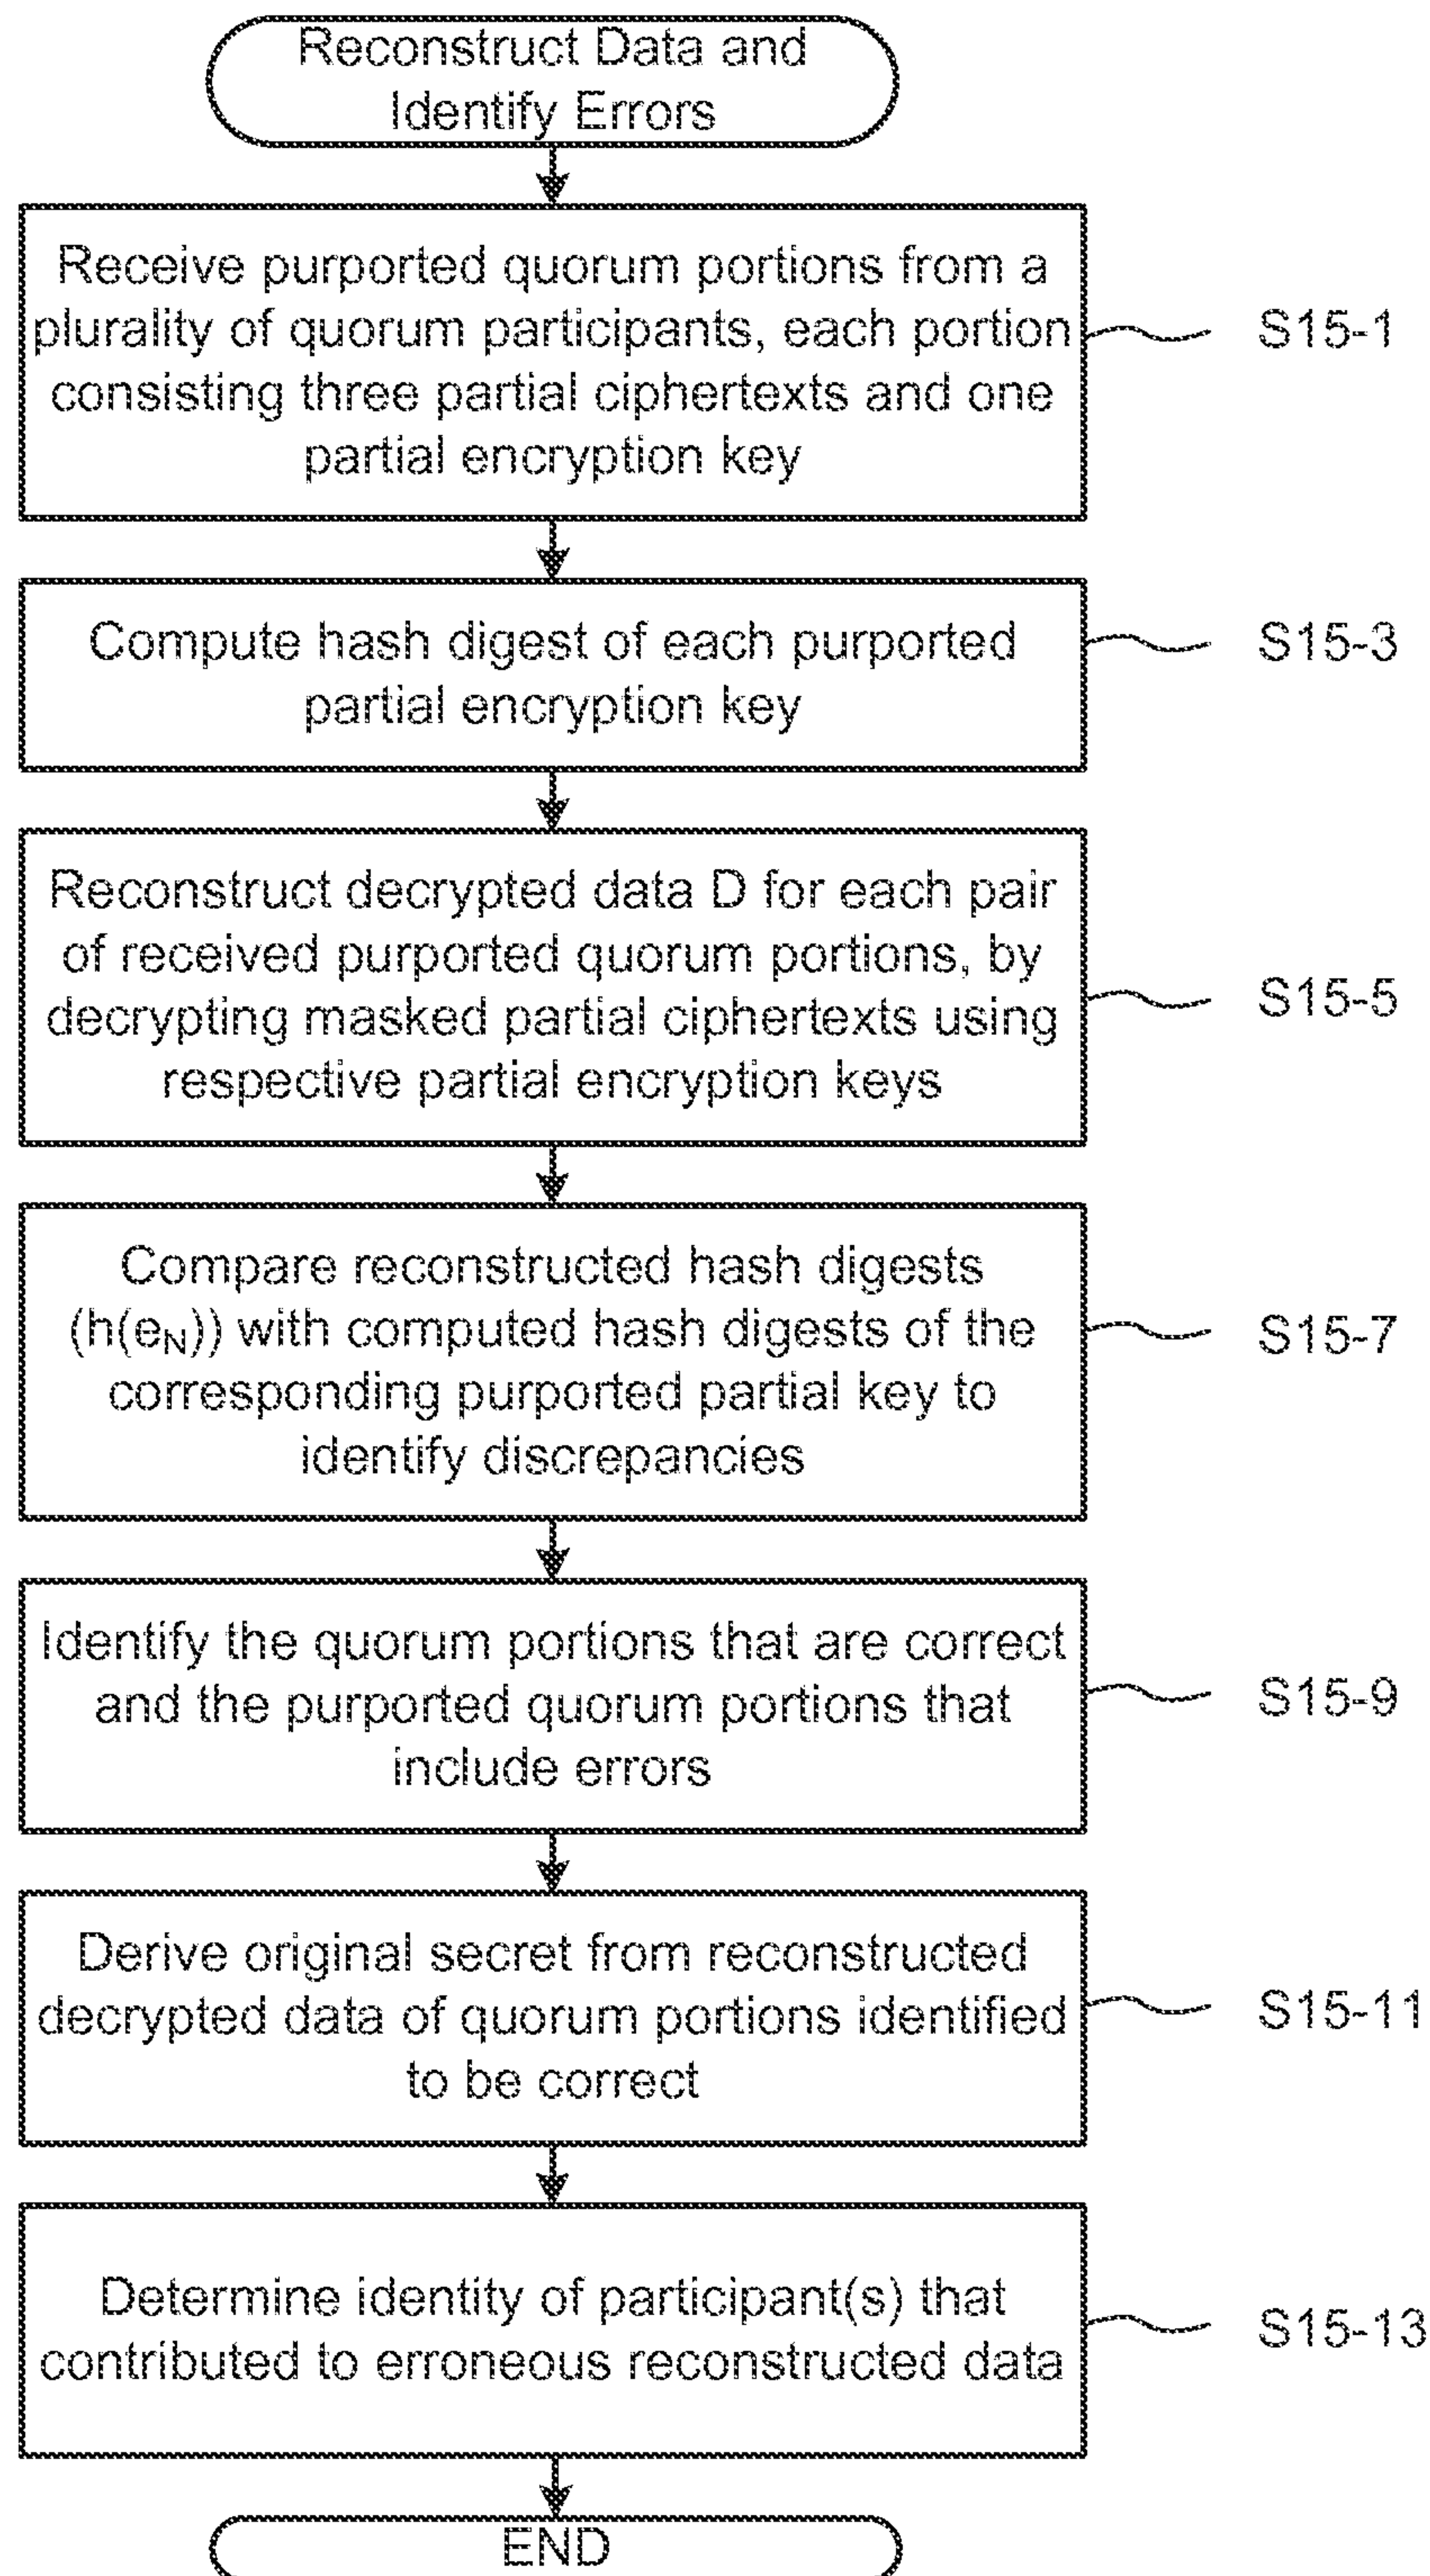 Reconstruct Data and
Identify Errors
Receive purported quorum portions from a
plurality of quorum participants, each portion
consisting three partial ciphertexts and one
partial encryption key
S15-1
Compute hash digest of each purported
partial encryption key
S15-3
Reconstruct decrypted data D for each pair
of received purported quorum portions, by
decrypting masked partial ciphertexts using
respective partial encryption keys
S15-5
Compare reconstructed hash digests
(h(eN)) with computed hash digests of the
corresponding purported partial key to
identify discrepancies
S15-7
Identify the quorum portions that are correct
and the purported quorum portions that
include errors
S15-9
Derive original secret from reconstructed
decrypted data of quorum portions identified
to be correct
S15-11
Determine identity of participant(s) that
contributed to erroneous reconstructed data
S15-13
END